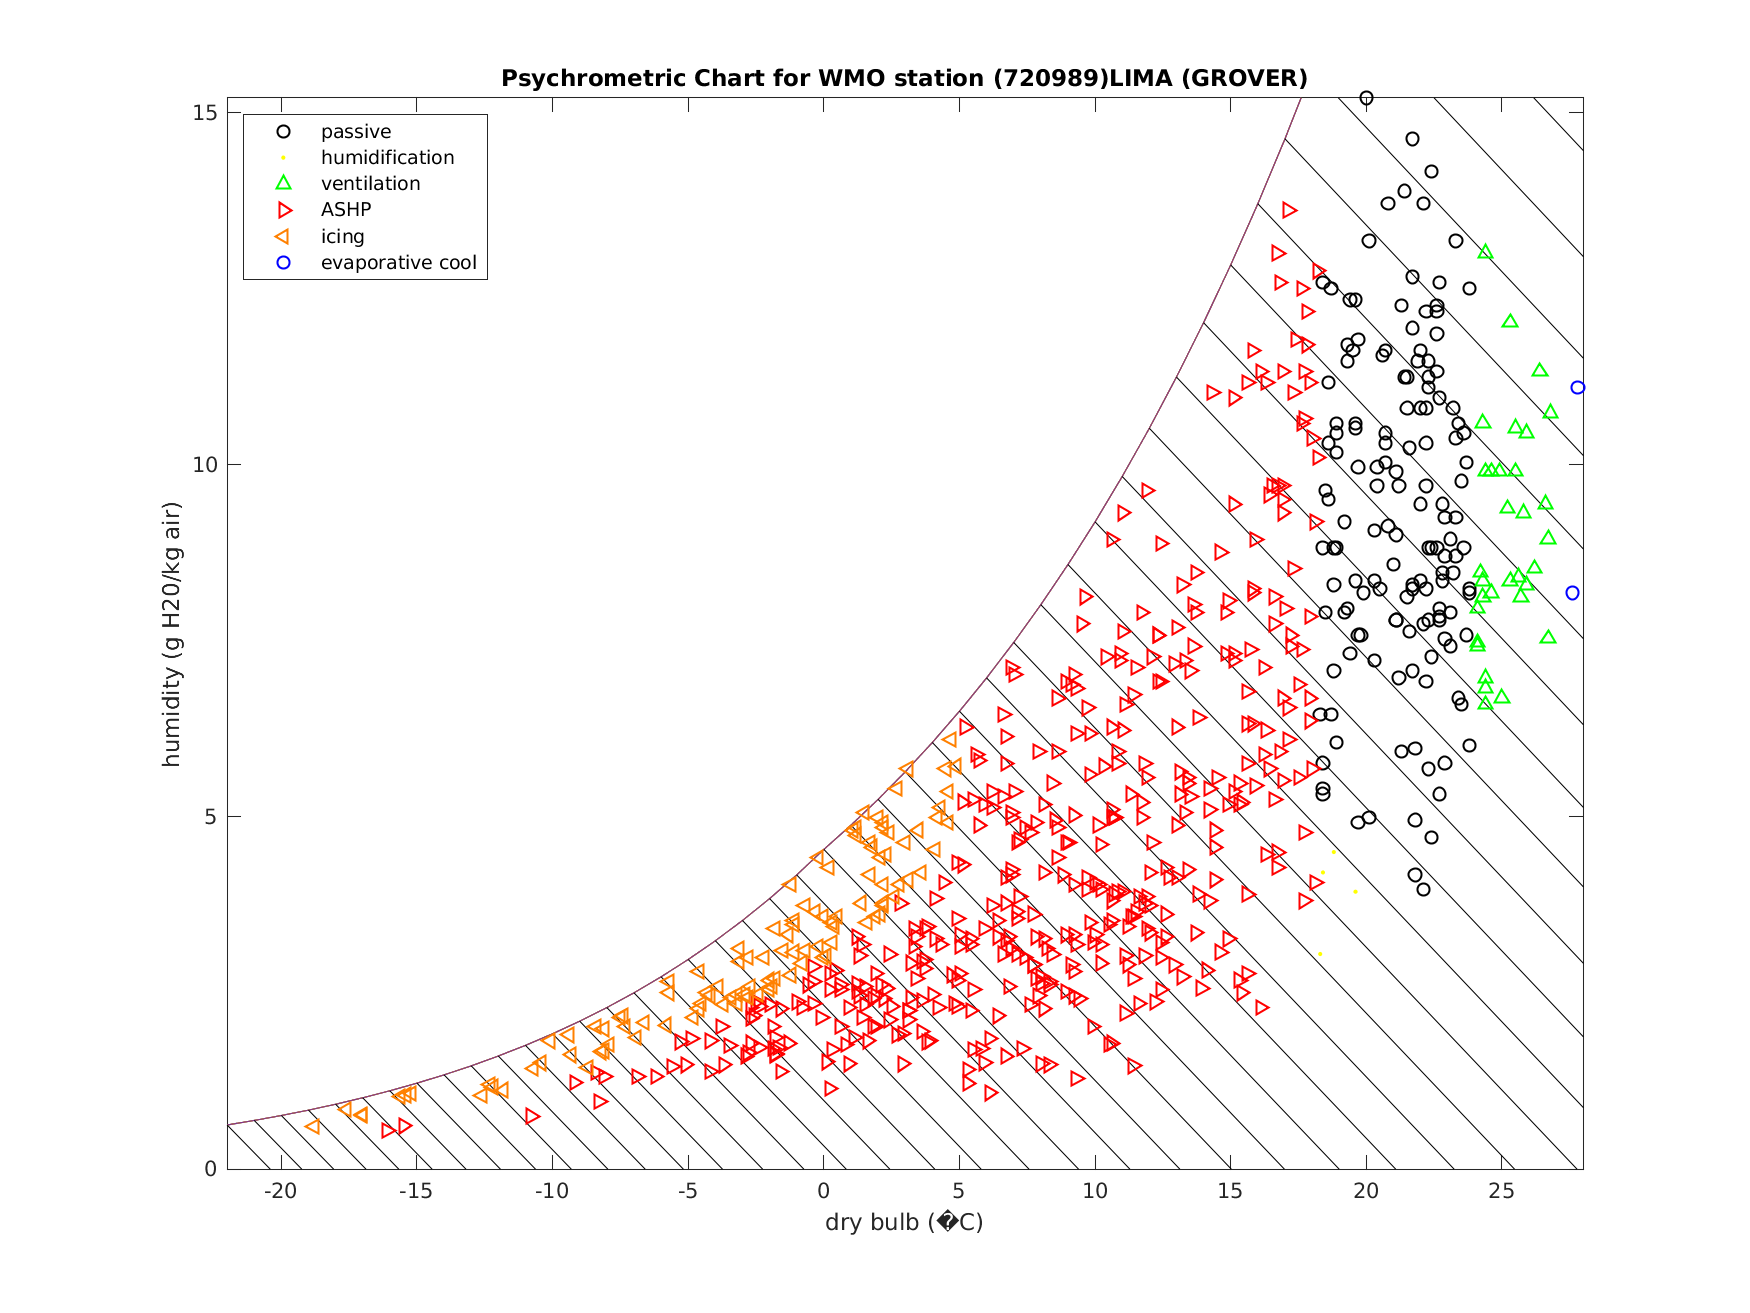 Psychrometric Chart for WMO station (720989)LIMA (GROVER)
15
passive
humidification
ventilation
ASHP
icing
evaporative cool
10
humidity (g H20/kg air)
5
0
-20 -15 -10 -5 0 5 10 15 20 25
dry bulb (�C)